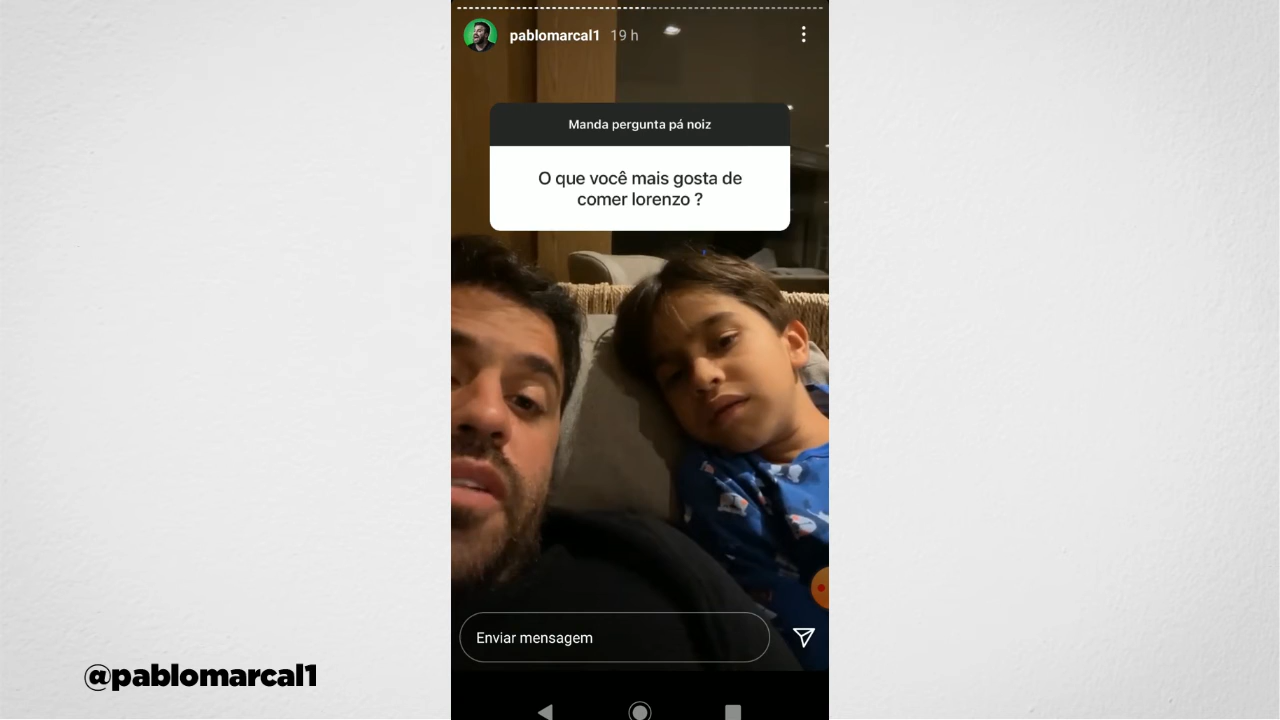 pablomarcal1 19 h
Manda pergunta pá noiz
O que você mais gosta de
comer lorenzo ?
Enviar mensagem
@pablomarcal1